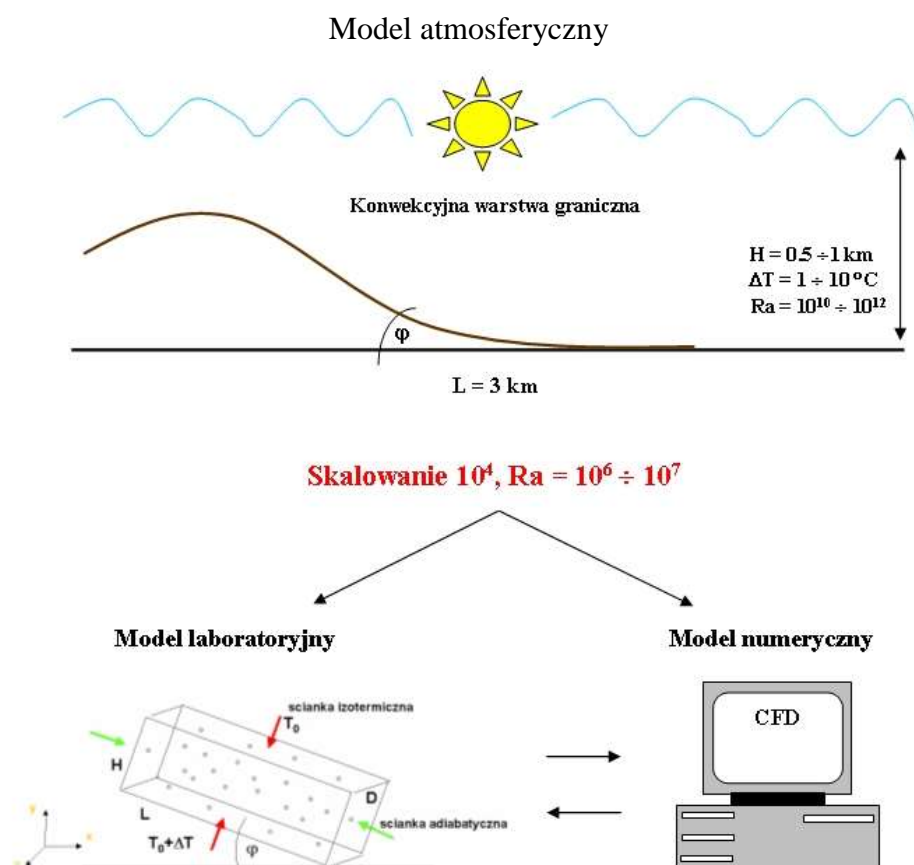 Model atmosferyczny
Konwekcyjna warstwa graniczna
H = 0.5 ÷ 1 km
ΔT = 1 ÷ 10 °C
Ra = 10¹⁰ ÷ 10¹²
φ
L = 3 km
Skalowanie 10⁴, Ra = 10⁶ ÷ 10⁷
Model laboratoryjny
Model numeryczny
scianka izotermiczna
T₀
CFD
H
D
L
scianka adiabatyczna
T₀+ΔT
φ
y
x